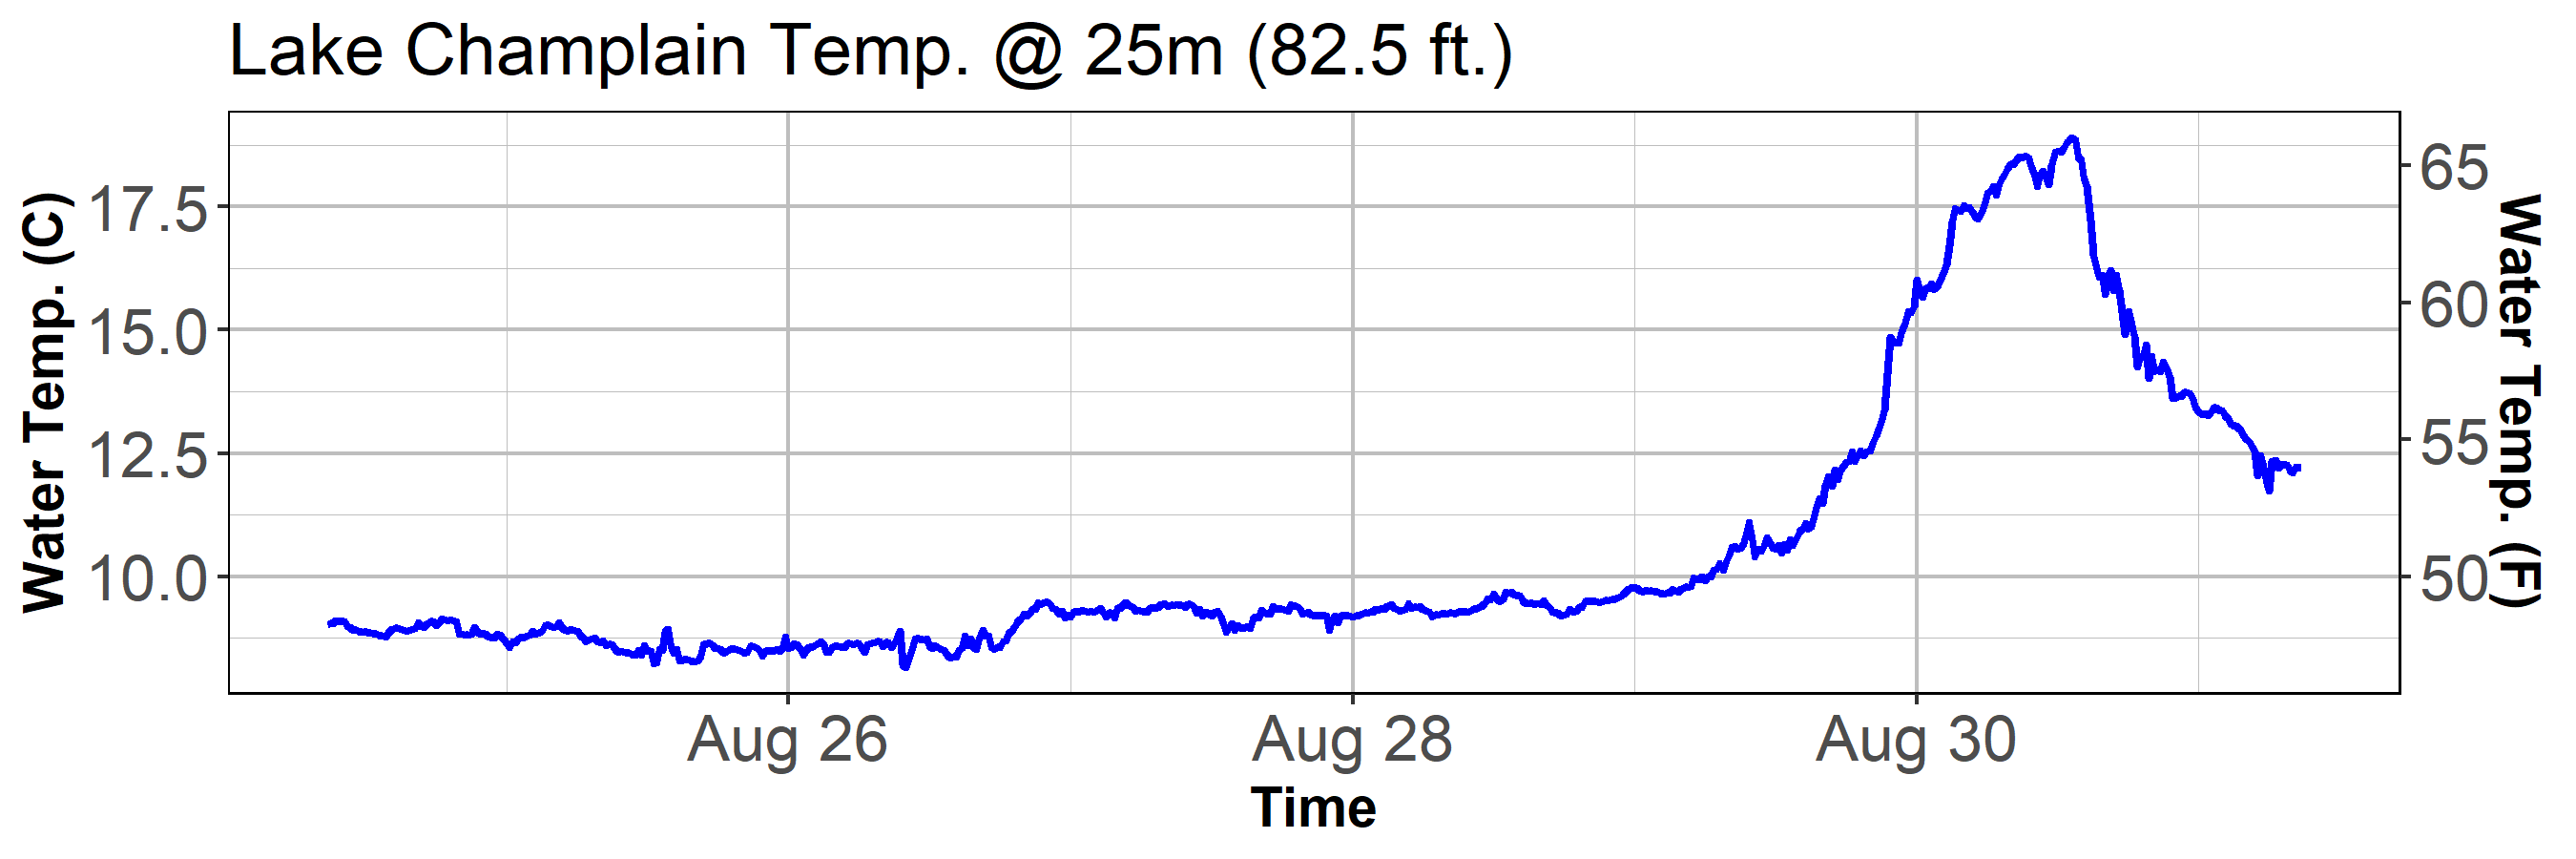 Lake Champlain Temp. @ 25m (82.5 ft.)
Water Temp. (C)
17.5
15.0
12.5
10.0
65
60
55
50
Water Temp. (F)
Aug 26
Aug 28
Aug 30
Time